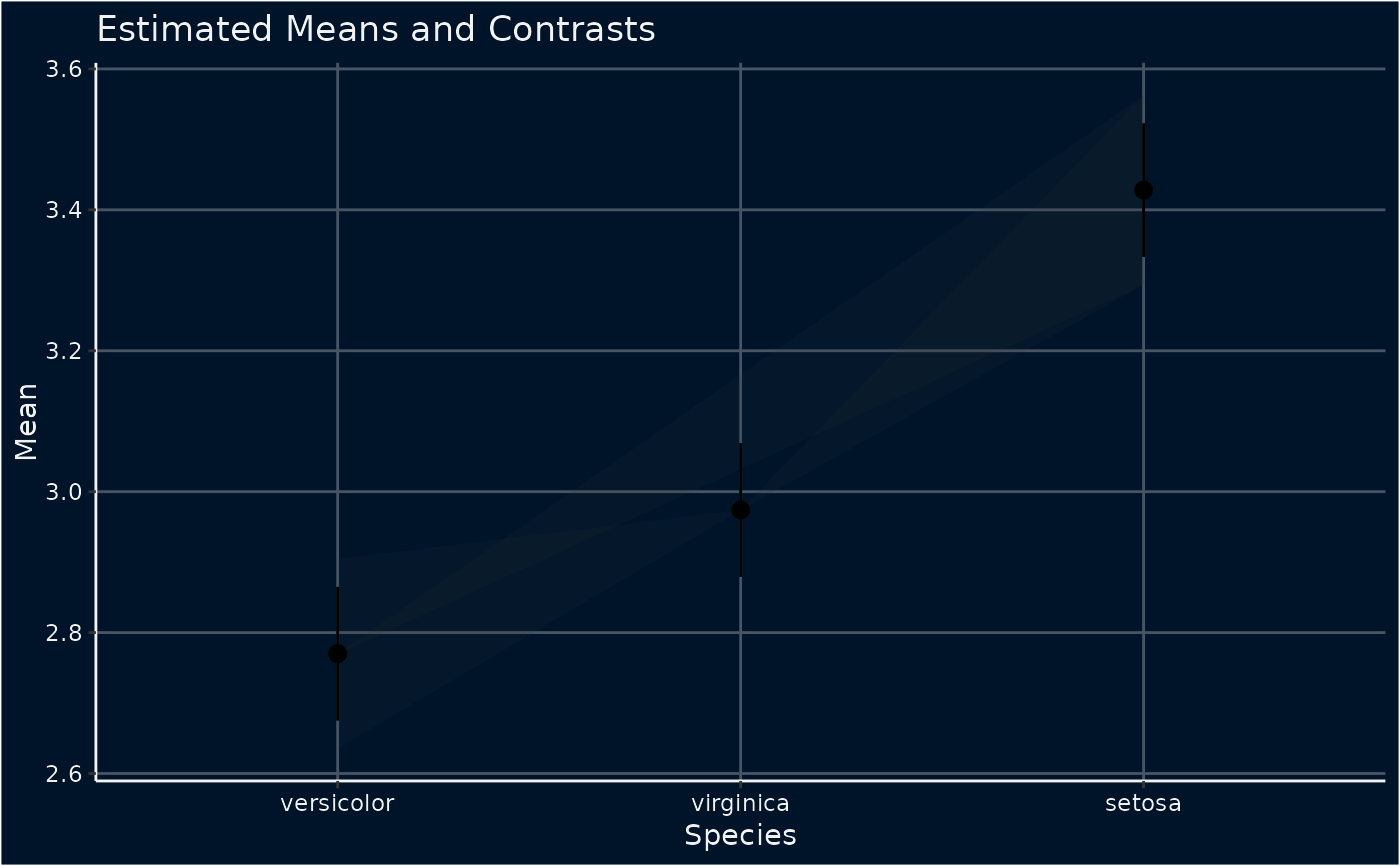 Estimated Means and Contrasts
3.6
3.4
3.2
3.0
2.8
2.6
Mean
versicolor virginica setosa
Species